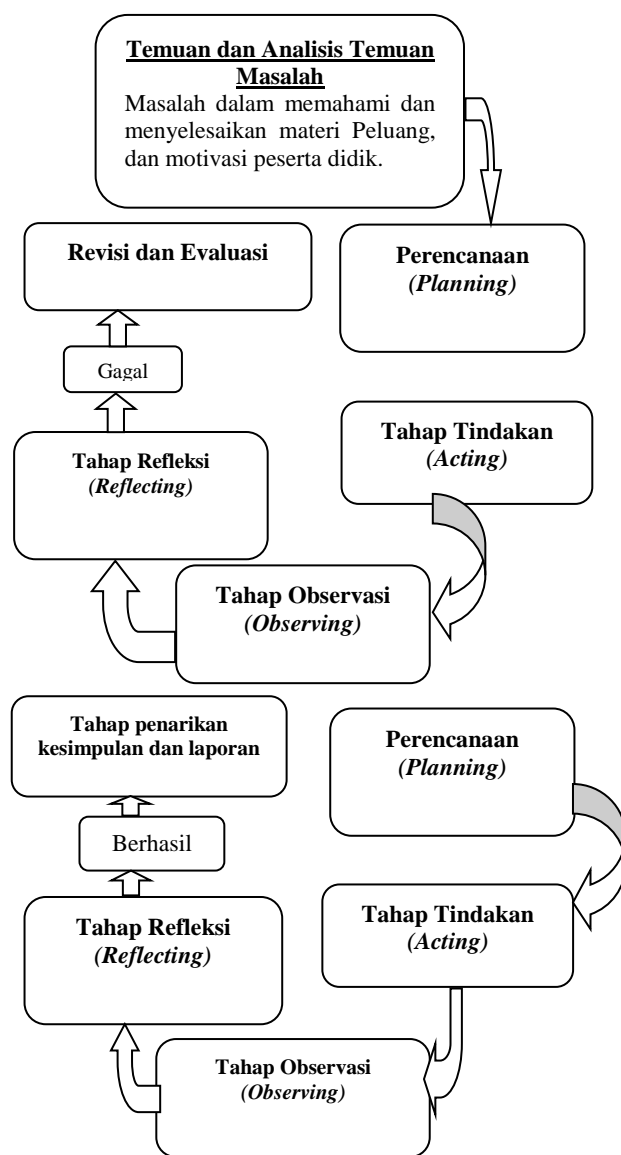 Temuan dan Analisis Temuan
Masalah
Masalah dalam memahami dan
menyelesaikan materi Peluang,
dan motivasi peserta didik.
Revisi dan Evaluasi
Perencanaan
(Planning)
Gagal
Tahap Tindakan
(Acting)
Tahap Refleksi
(Reflecting)
Tahap Observasi
(Observing)
Tahap penarikan
kesimpulan dan laporan
Perencanaan
(Planning)
Berhasil
Tahap Tindakan
(Acting)
Tahap Refleksi
(Reflecting)
Tahap Observasi
(Observing)